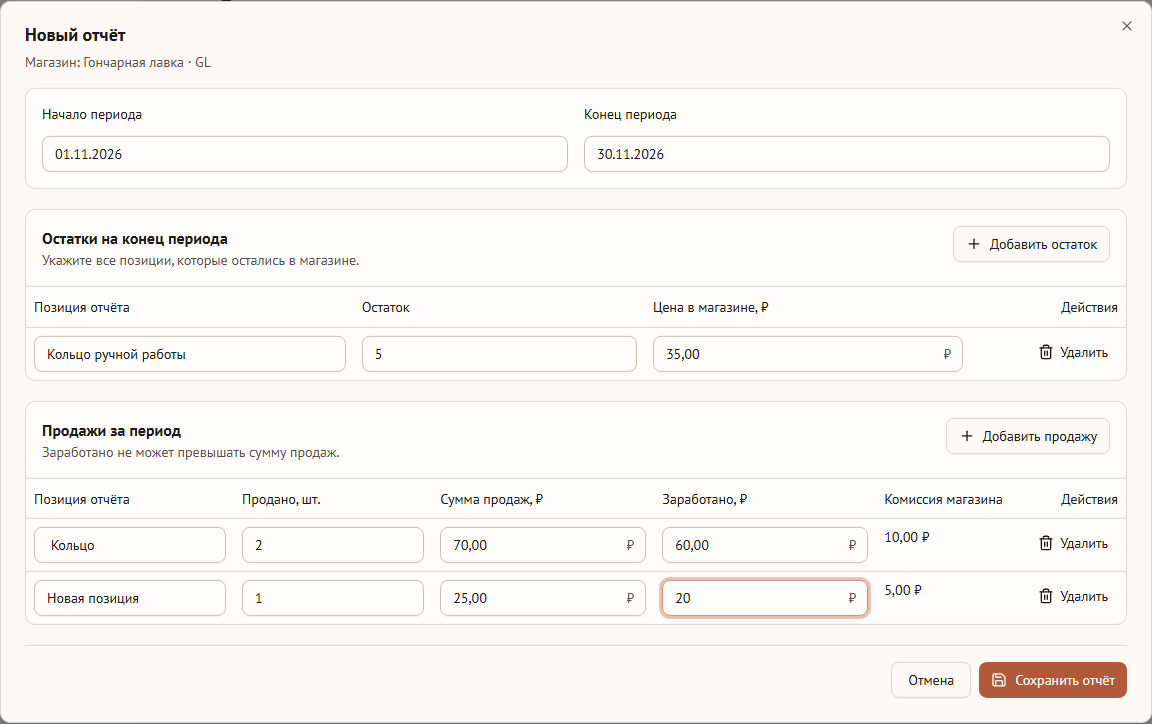 Новый отчёт
Магазин: Гончарная лавка · GL
Начало периода Конец периода
01.11.2026 30.11.2026
Остатки на конец периода
Укажите все позиции, которые остались в магазине.
Добавить остаток
Позиция отчёта Остаток Цена в магазине, ₽ Действия
Кольцо ручной работы 5 35,00 ₽ Удалить
Продажи за период
Заработано не может превышать сумму продаж.
Добавить продажу
Позиция отчёта Продано, шт. Сумма продаж, ₽ Заработано, ₽ Комиссия магазина Действия
Кольцо 2 70,00 ₽ 60,00 ₽ 10,00 ₽ Удалить
Новая позиция 1 25,00 ₽ 20 ₽ 5,00 ₽ Удалить
Отмена Сохранить отчёт